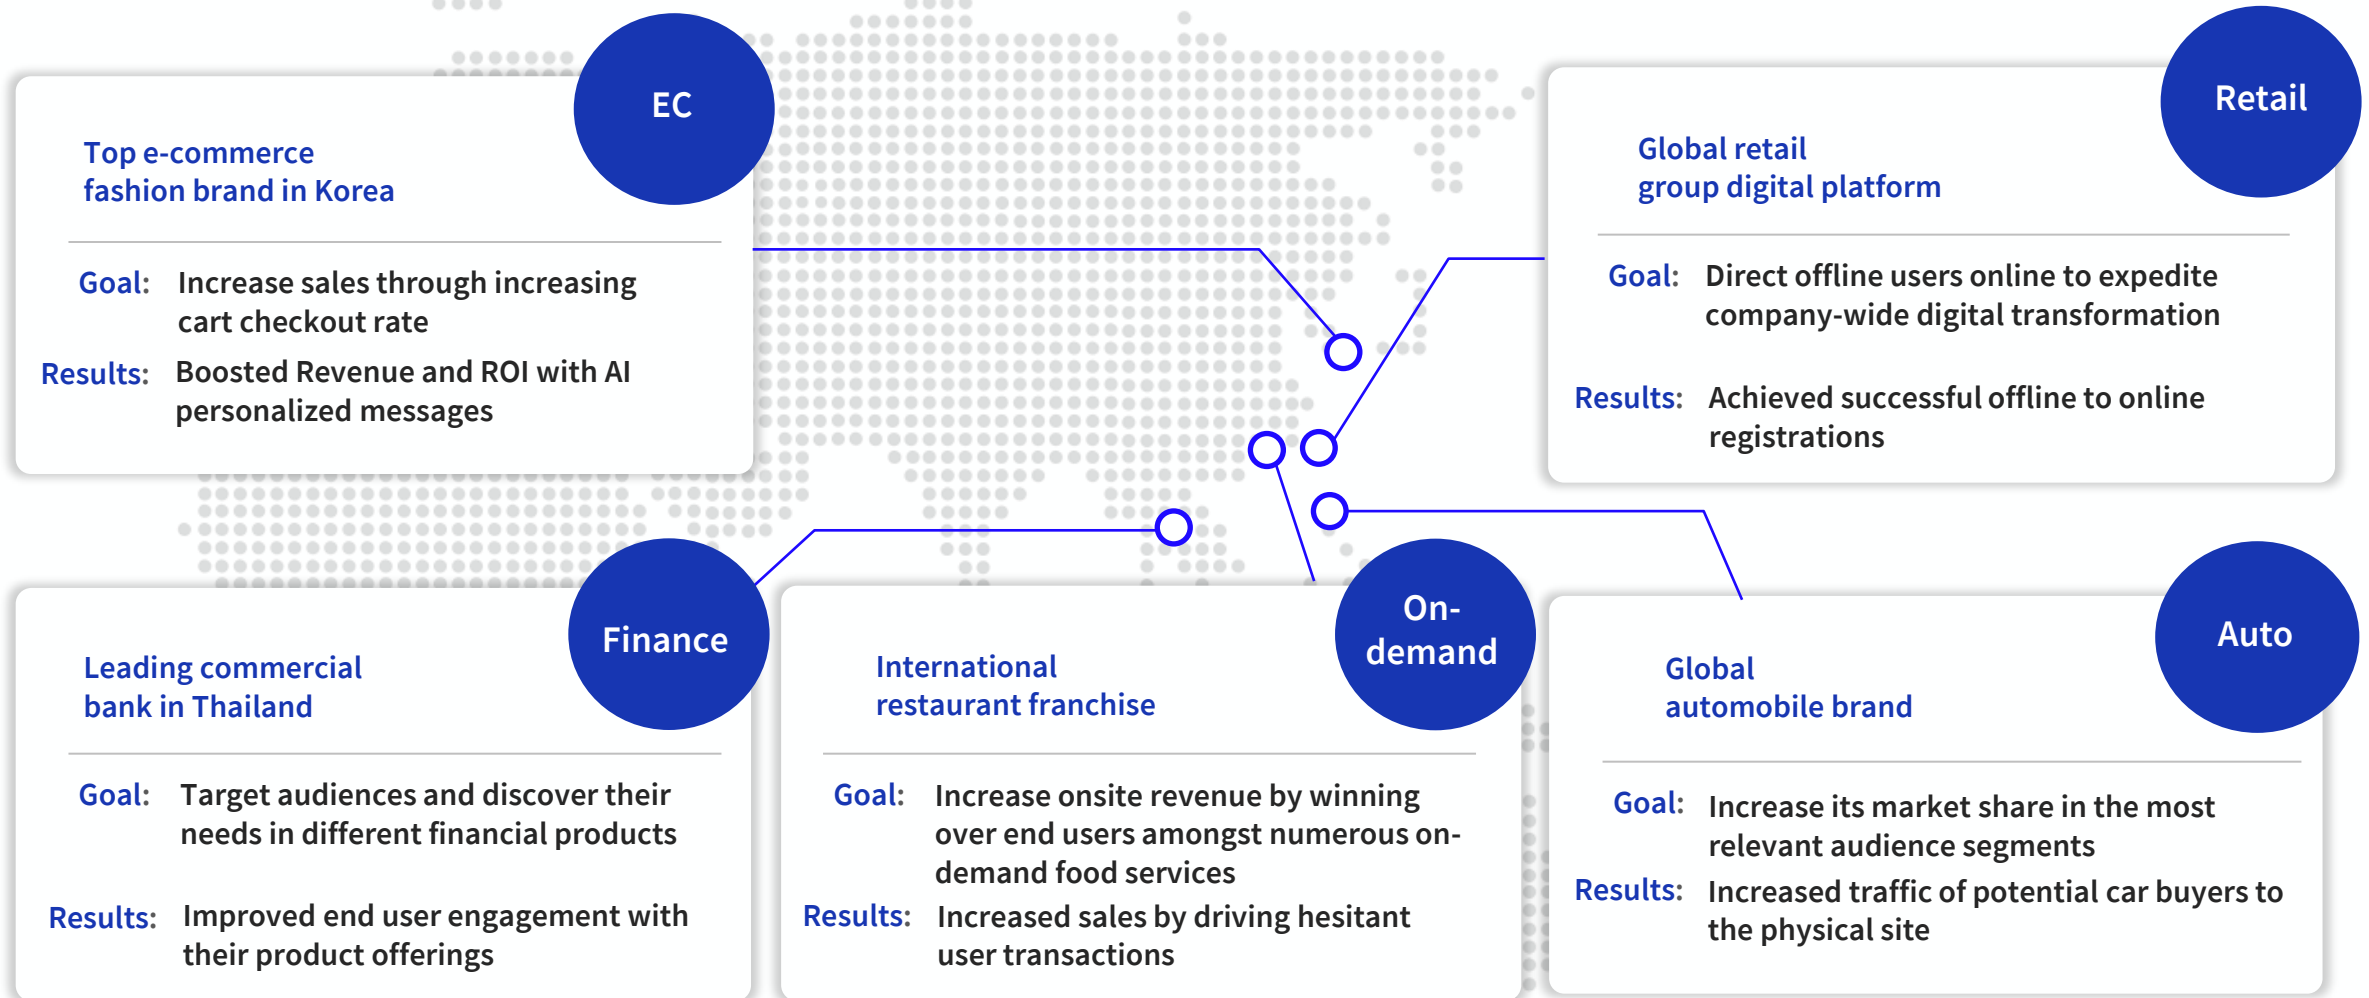 EC
Top e-commerce
fashion brand in Korea
Goal: Increase sales through increasing
cart checkout rate
Results: Boosted Revenue and ROI with AI
personalized messages
Retail
Global retail
group digital platform
Goal: Direct offline users online to expedite
company-wide digital transformation
Results: Achieved successful offline to online
registrations
Finance
Leading commercial
bank in Thailand
Goal: Target audiences and discover their
needs in different financial products
Results: Improved end user engagement with
their product offerings
On-
demand
International
restaurant franchise
Goal: Increase onsite revenue by winning
over end users amongst numerous on-
demand food services
Results: Increased sales by driving hesitant
user transactions
Auto
Global
automobile brand
Goal: Increase its market share in the most
relevant audience segments
Results: Increased traffic of potential car buyers to
the physical site